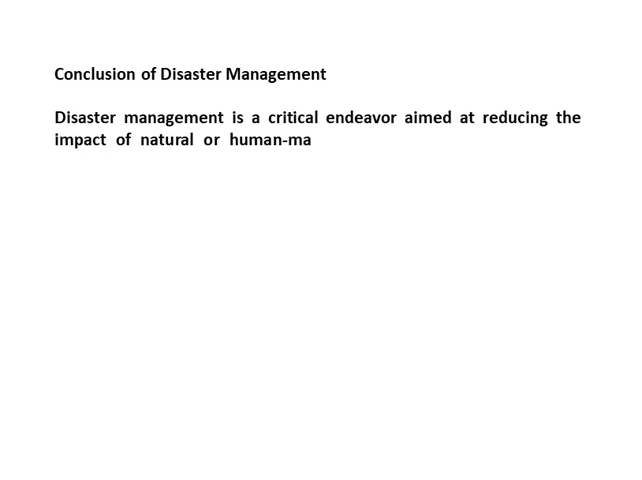 Conclusion of Disaster Management
Disaster management is a critical endeavor aimed at reducing the
impact of natural or human-ma